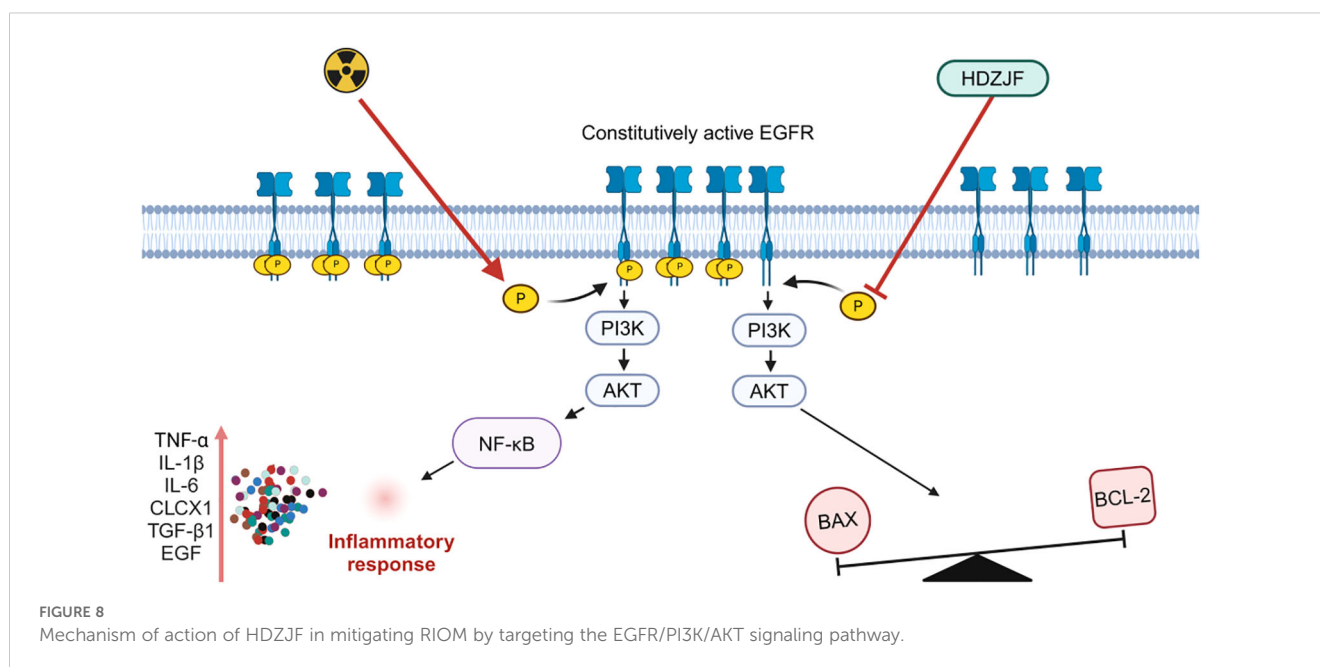 HDZJF
Constitutively active EGFR
P P
P P
P P
P
P P
P P
P
P
PI3K
PI3K
AKT
AKT
NF-κB
TNF-α
IL-1β
IL-6
CLCX1
TGF-β1
EGF
Inflammatory
response
BAX
BCL-2
FIGURE 8
Mechanism of action of HDZJF in mitigating RIOM by targeting the EGFR/PI3K/AKT signaling pathway.